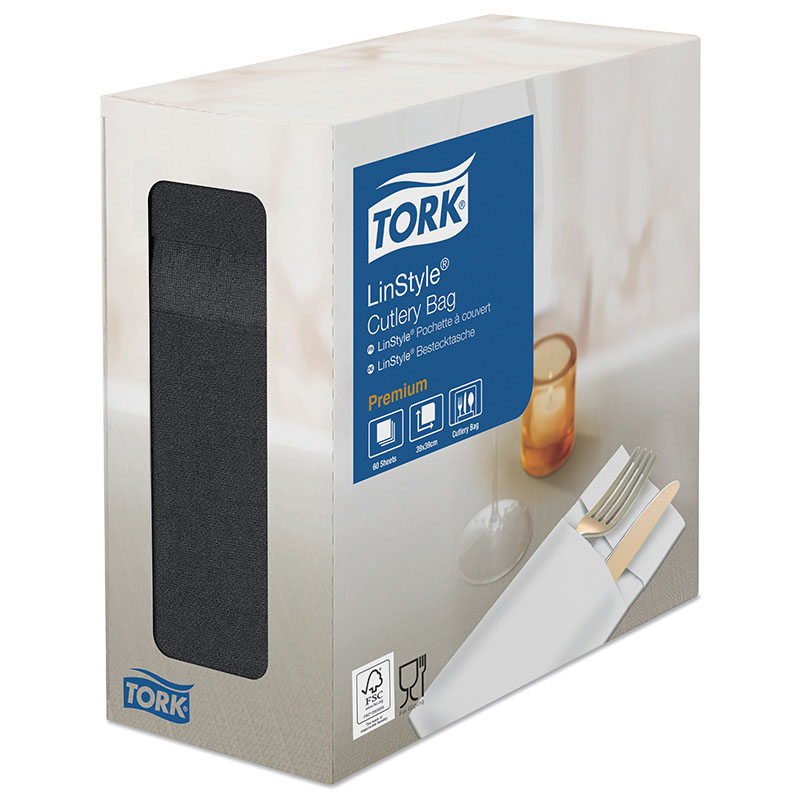 TORK®
LinStyle®
Cutlery Bag
LinStyle® Pochette à couvert
LinStyle® Bestecktasche
Premium
60 Sheets
39x39cm
Cutlery Bag
TORK®
FSC